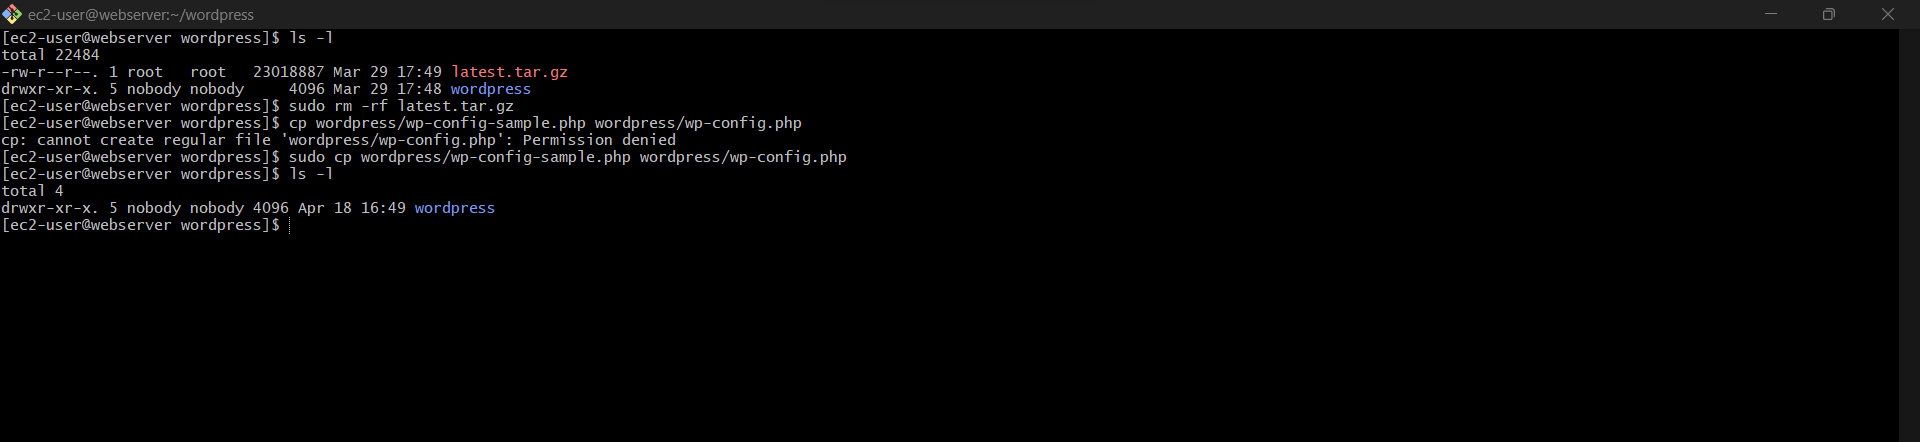 ec2-user@webserver:~/wordpress
[ec2-user@webserver wordpress]$ ls -l
total 22484
-rw-r--r--. 1 root   root   23018887 Mar 29 17:49 latest.tar.gz
drwxr-xr-x. 5 nobody nobody     4096 Mar 29 17:48 wordpress
[ec2-user@webserver wordpress]$ sudo rm -rf latest.tar.gz
[ec2-user@webserver wordpress]$ cp wordpress/wp-config-sample.php wordpress/wp-config.php
cp: cannot create regular file 'wordpress/wp-config.php': Permission denied
[ec2-user@webserver wordpress]$ sudo cp wordpress/wp-config-sample.php wordpress/wp-config.php
[ec2-user@webserver wordpress]$ ls -l
total 4
drwxr-xr-x. 5 nobody nobody 4096 Apr 18 16:49 wordpress
[ec2-user@webserver wordpress]$